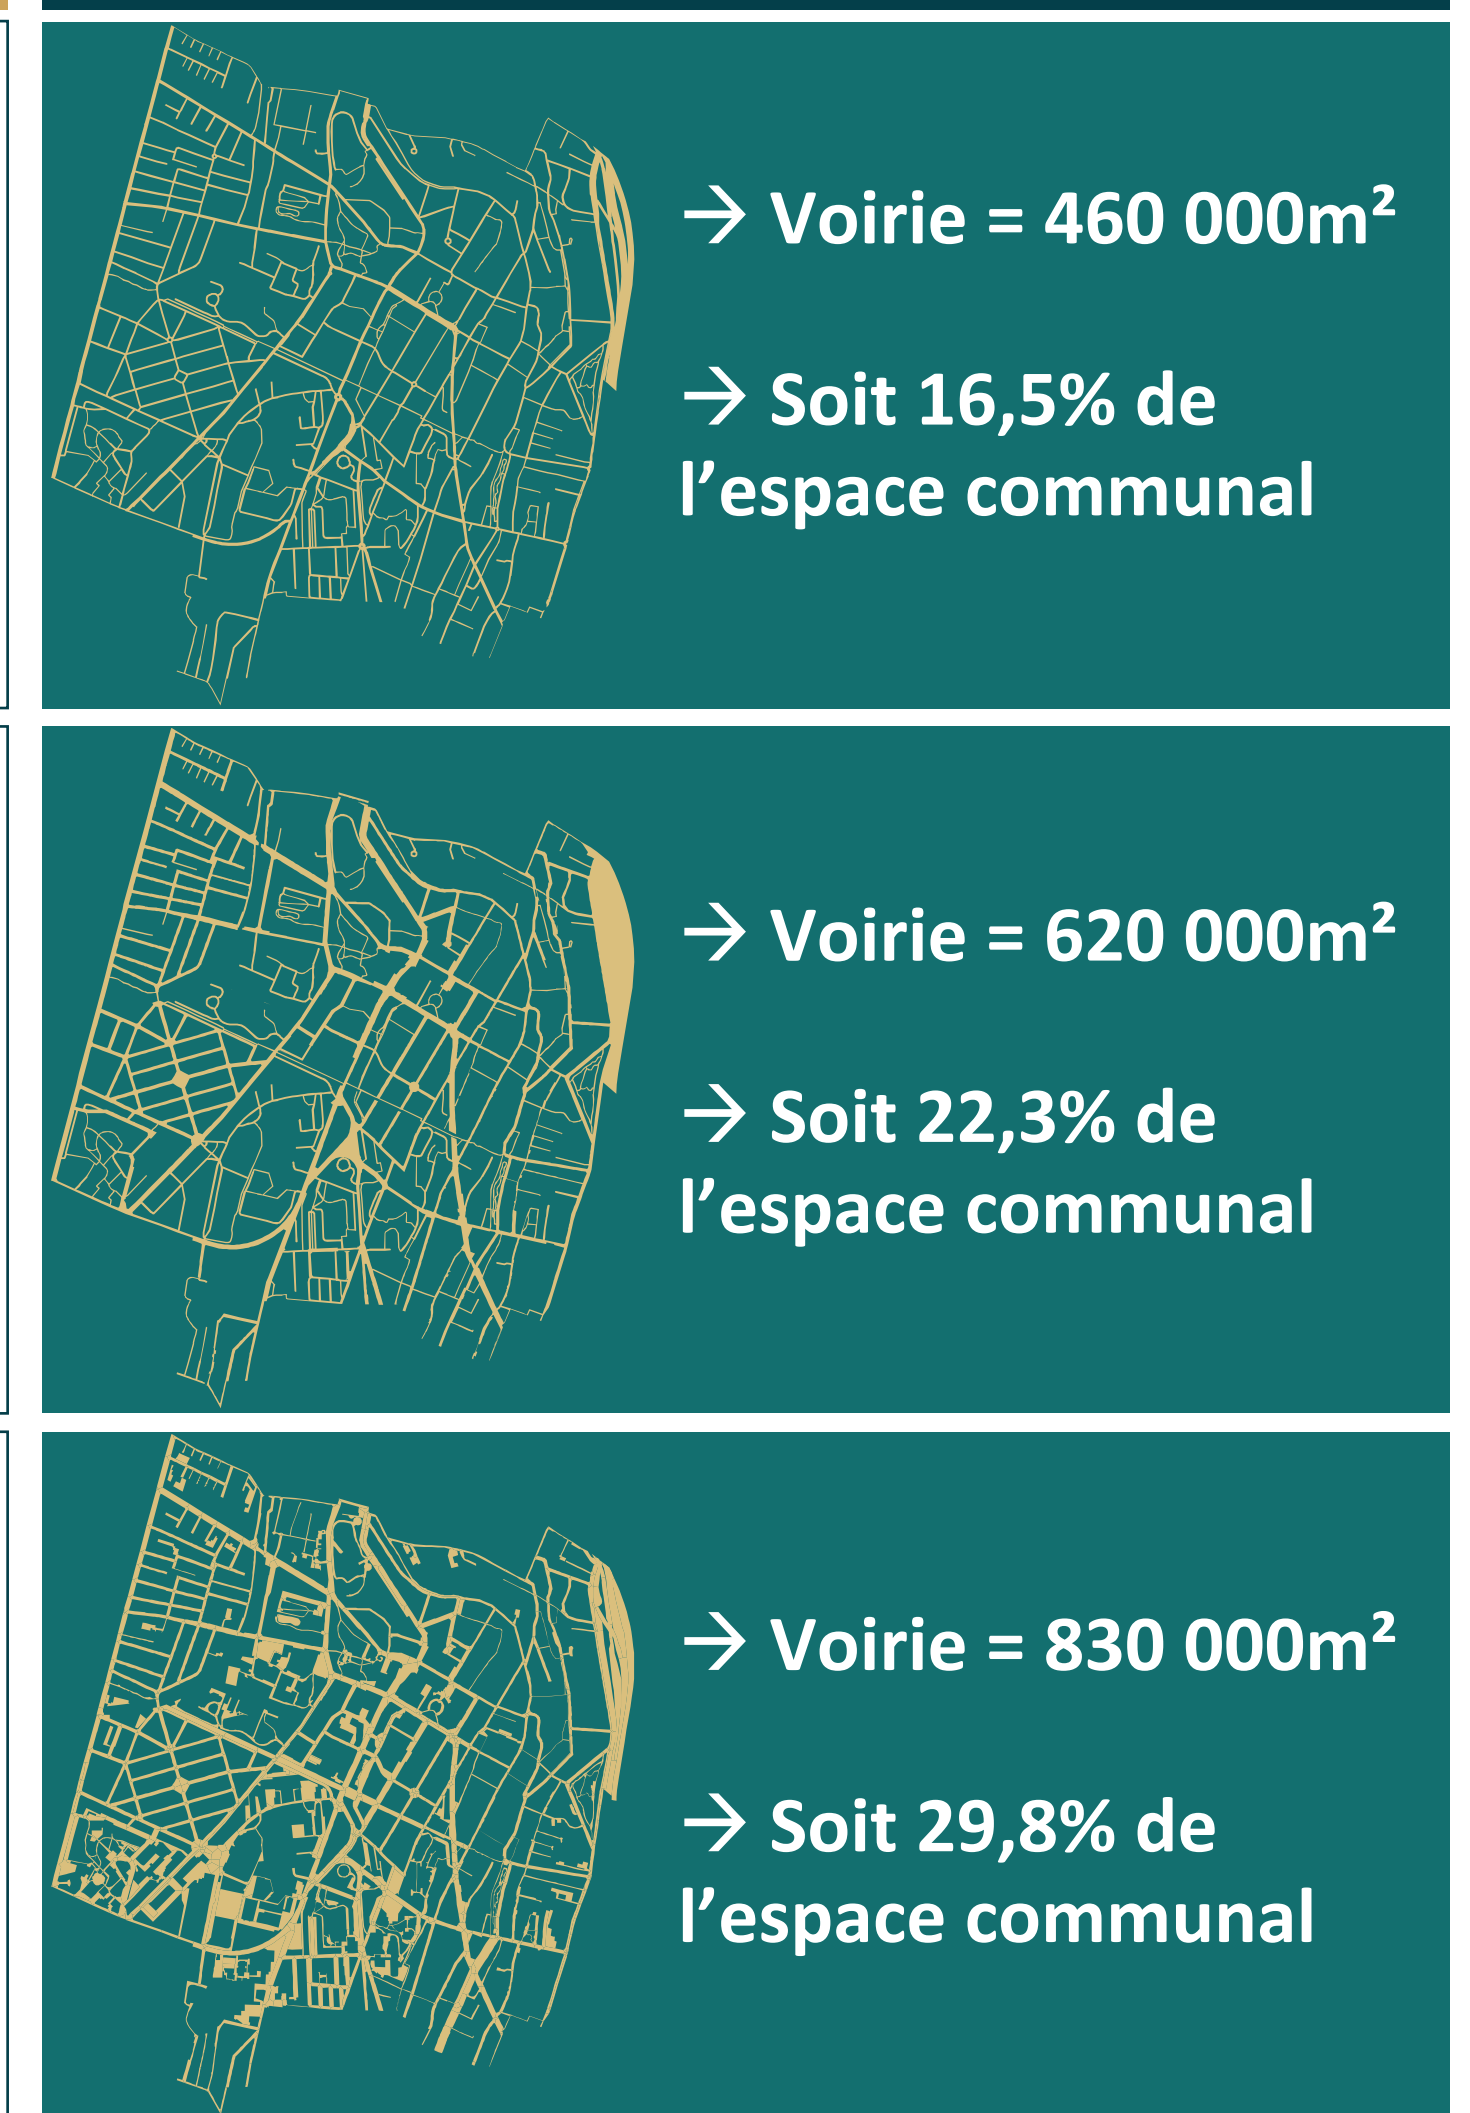 → Voirie = 460 000m²
→ Soit 16,5% de
l’espace communal
→ Voirie = 620 000m²
→ Soit 22,3% de
l’espace communal
→ Voirie = 830 000m²
→ Soit 29,8% de
l’espace communal